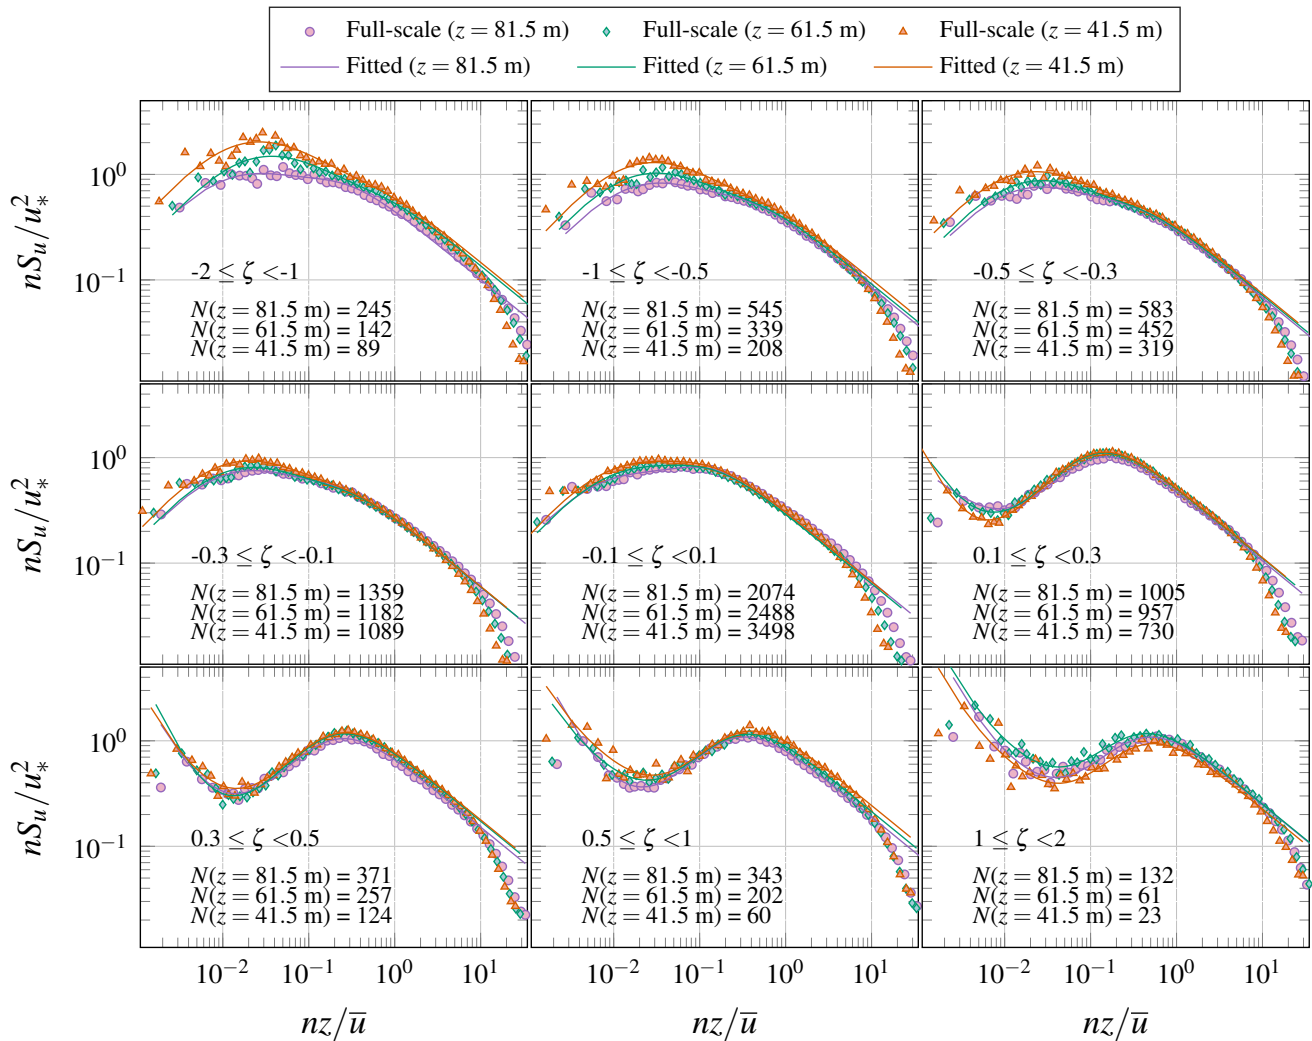 Full-scale (z = 81.5 m) Full-scale (z = 61.5 m) Full-scale (z = 41.5 m)
Fitted (z = 81.5 m) Fitted (z = 61.5 m) Fitted (z = 41.5 m)
10^0
10^{-1}
nS_u/u_*^2
-2 ≤ ζ <-1
N(z = 81.5 m) = 245
N(z = 61.5 m) = 142
N(z = 41.5 m) = 89
-1 ≤ ζ <-0.5
N(z = 81.5 m) = 545
N(z = 61.5 m) = 339
N(z = 41.5 m) = 208
-0.5 ≤ ζ <-0.3
N(z = 81.5 m) = 583
N(z = 61.5 m) = 452
N(z = 41.5 m) = 319
10^0
10^{-1}
nS_u/u_*^2
-0.3 ≤ ζ <-0.1
N(z = 81.5 m) = 1359
N(z = 61.5 m) = 1182
N(z = 41.5 m) = 1089
-0.1 ≤ ζ <0.1
N(z = 81.5 m) = 2074
N(z = 61.5 m) = 2488
N(z = 41.5 m) = 3498
0.1 ≤ ζ <0.3
N(z = 81.5 m) = 1005
N(z = 61.5 m) = 957
N(z = 41.5 m) = 730
10^0
10^{-1}
nS_u/u_*^2
0.3 ≤ ζ <0.5
N(z = 81.5 m) = 371
N(z = 61.5 m) = 257
N(z = 41.5 m) = 124
0.5 ≤ ζ <1
N(z = 81.5 m) = 343
N(z = 61.5 m) = 202
N(z = 41.5 m) = 60
1 ≤ ζ <2
N(z = 81.5 m) = 132
N(z = 61.5 m) = 61
N(z = 41.5 m) = 23
10^{-2} 10^{-1} 10^0 10^1 10^{-2} 10^{-1} 10^0 10^1 10^{-2} 10^{-1} 10^0 10^1
nz/u̅ nz/u̅ nz/u̅